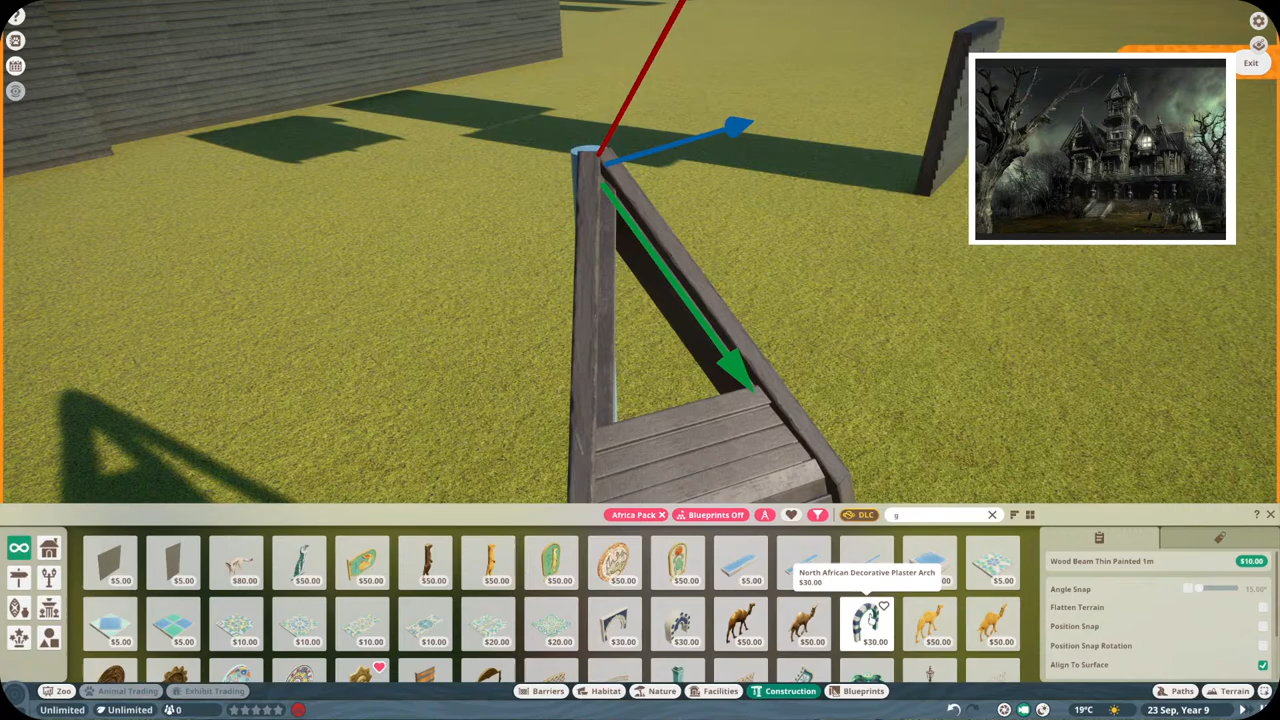 ?
Exit
Africa Pack ✕ Blueprints Off DLC g ✕ ? ✕
$5.00 $5.00 $80.00 $50.00 $50.00 $50.00 $50.00 $50.00 $50.00 $50.00 $5.00 $5.00
North African Decorative Plaster Arch
$30.00
$5.00 $5.00 $10.00 $10.00 $10.00 $10.00 $20.00 $20.00 $30.00 $30.00 $50.00 $50.00 $30.00 $50.00 $50.00
Wood Beam Thin Painted 1m $10.00
Angle Snap 15.00°
Flatten Terrain
Position Snap
Position Snap Rotation
Align To Surface
Zoo Animal Trading Exhibit Trading Barriers Habitat Nature Facilities Construction Blueprints Paths Terrain
Unlimited Unlimited 0 19°C 23 Sep, Year 9